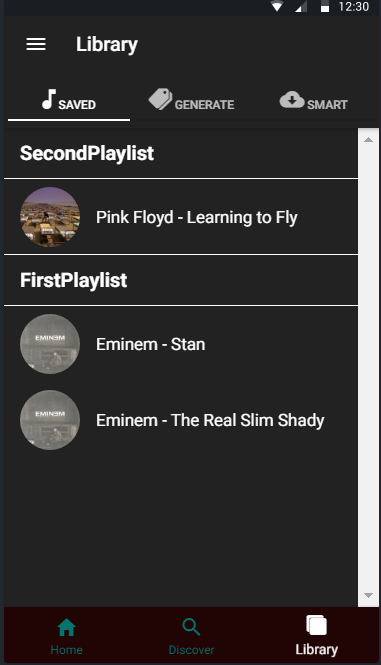 12:30
Library
SAVED
GENERATE
SMART
SecondPlaylist
Pink Floyd - Learning to Fly
FirstPlaylist
EMINEM
Eminem - Stan
EMINEM
Eminem - The Real Slim Shady
Home
Discover
Library